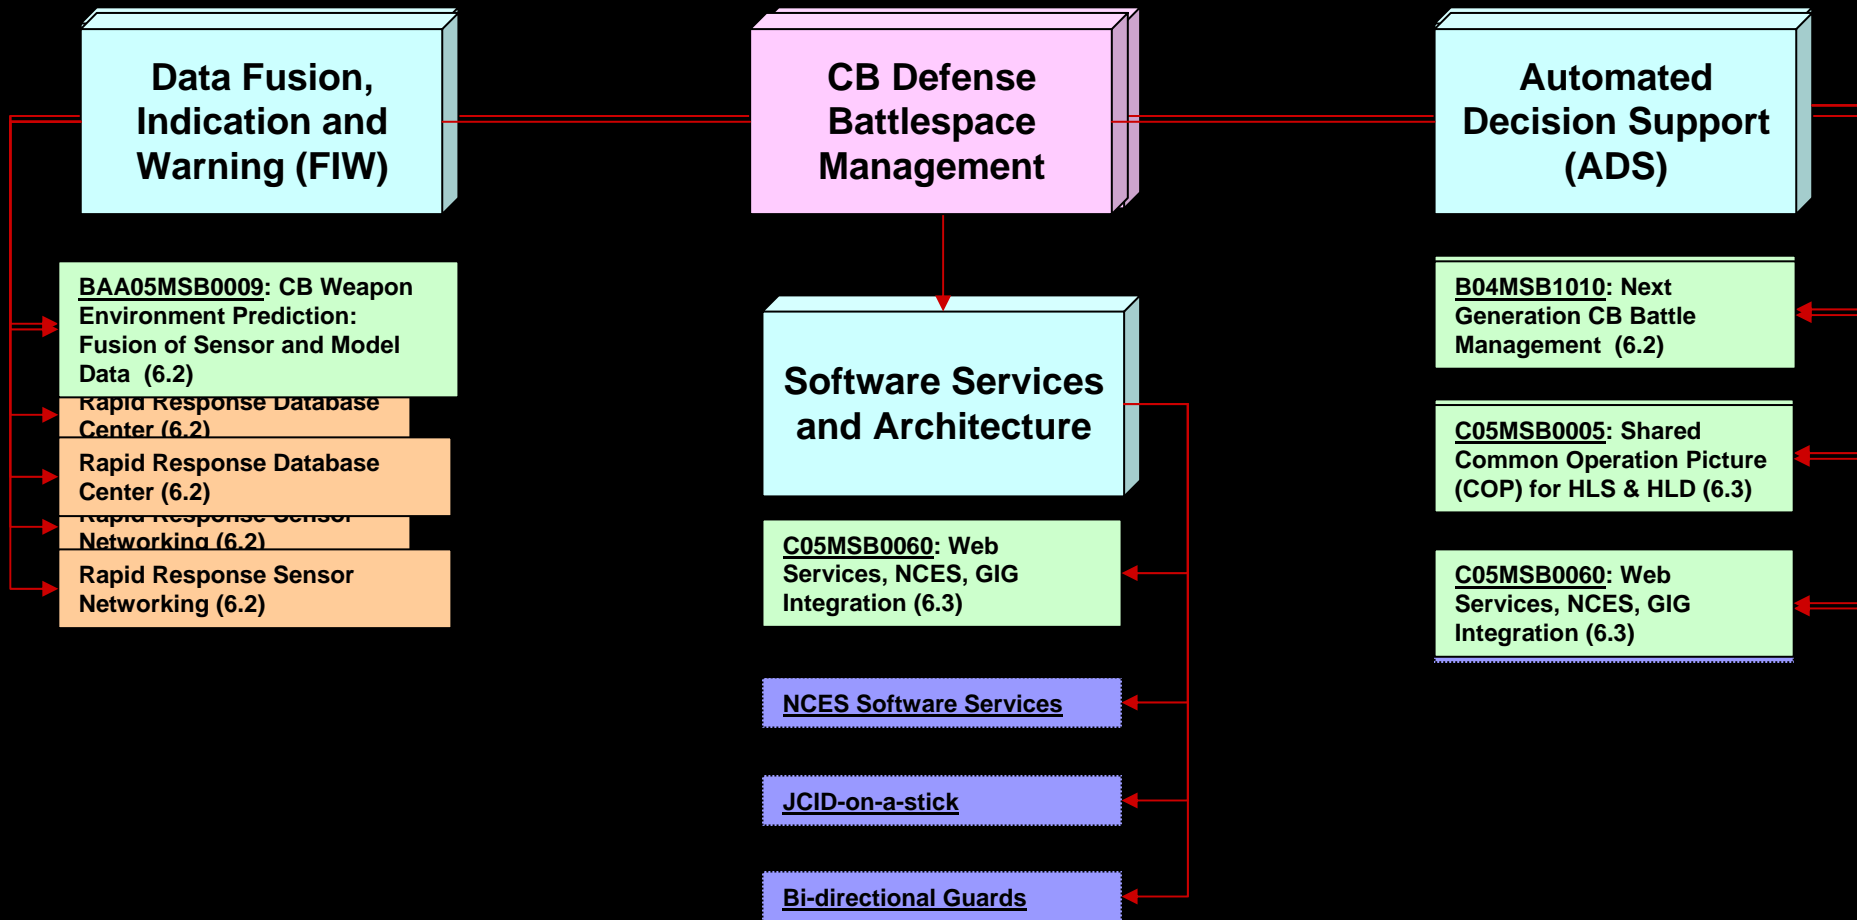 Data Fusion,
Indication and
Warning (FIW)
CB Defense
Battlespace
Management
Automated
Decision Support
(ADS)
BAA05MSB0009: CB Weapon
Environment Prediction:
Fusion of Sensor and Model
Data (6.2)
Rapid Response Database
Center (6.2)
Rapid Response Database
Center (6.2)
Rapid Response Sensor
Networking (6.2)
Rapid Response Sensor
Networking (6.2)
Software Services
and Architecture
C05MSB0060: Web
Services, NCES, GIG
Integration (6.3)
NCES Software Services
JCID-on-a-stick
Bi-directional Guards
B04MSB1010: Next
Generation CB Battle
Management (6.2)
C05MSB0005: Shared
Common Operation Picture
(COP) for HLS & HLD (6.3)
C05MSB0060: Web
Services, NCES, GIG
Integration (6.3)